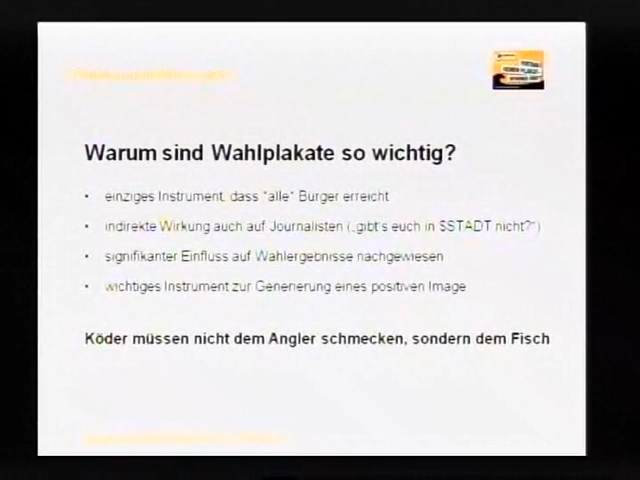 Warum sind Wahlplakate so wichtig?
• einziges Instrument, dass "alle" Bürger erreicht
• indirekte Wirkung auch auf Journalisten („gibt's euch in $STADT nicht?")
• signifikanter Einfluss auf Wahlergebnisse nachgewiesen
• wichtiges Instrument zur Generierung eines positiven Image
Köder müssen nicht dem Angler schmecken, sondern dem Fisch